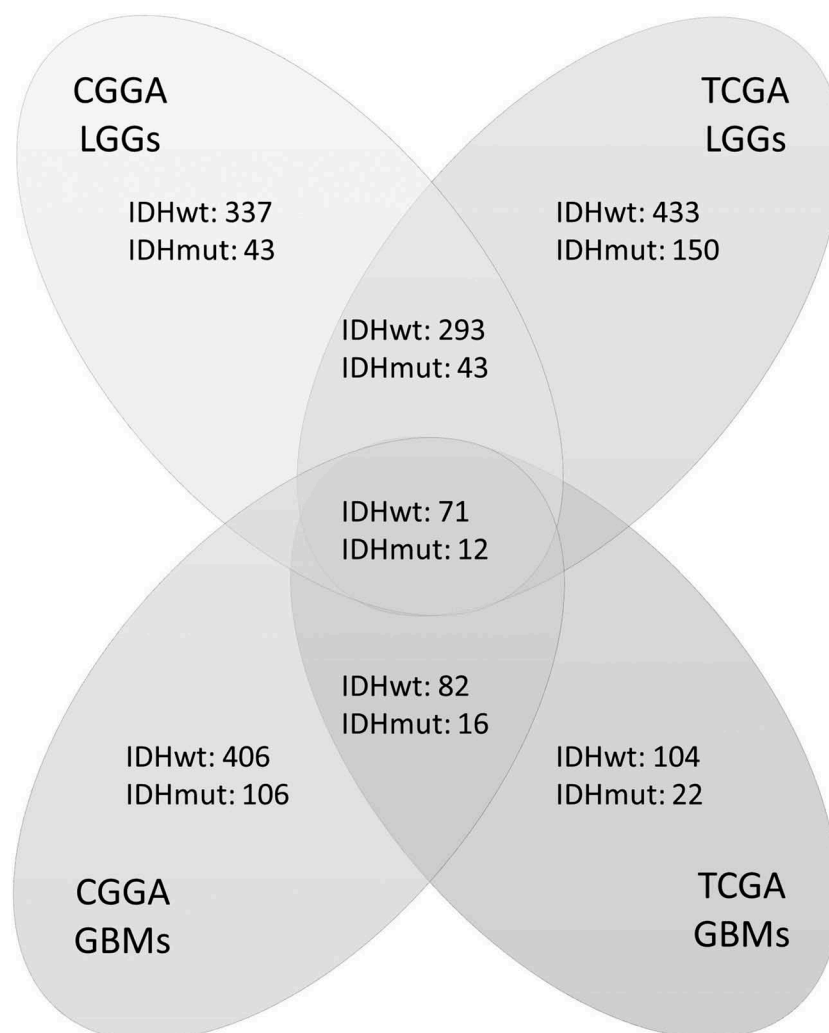 CGGA
LGGs
TCGA
LGGs
IDHwt: 337
IDHmut: 43
IDHwt: 433
IDHmut: 150
IDHwt: 293
IDHmut: 43
IDHwt: 71
IDHmut: 12
IDHwt: 82
IDHmut: 16
IDHwt: 406
IDHmut: 106
IDHwt: 104
IDHmut: 22
CGGA
GBMs
TCGA
GBMs